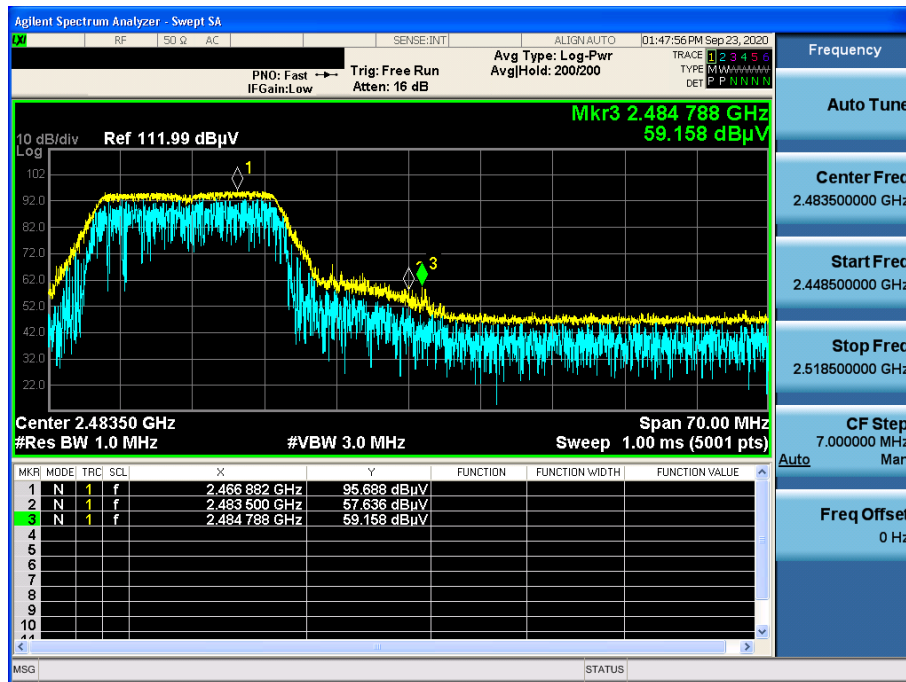 Agilent Spectrum Analyzer - Swept SA
LXI RF 50 Ω AC SENSE:INT ALIGN AUTO 01:47:56 PM Sep 23, 2020
Frequency
Avg Type: Log-Pwr TRACE 1 2 3 4 5 6
PNO: Fast Trig: Free Run Avg|Hold: 200/200 TYPE M W
IFGain:Low Atten: 16 dB DET P P N N N N
Auto Tune
Mkr3 2.484 788 GHz
59.158 dBµV
10 dB/div Ref 111.99 dBµV
Log
102
92.0
82.0
72.0
62.0
52.0
42.0
32.0
22.0
1
3
Center Freq
2.483500000 GHz
Start Freq
2.448500000 GHz
Stop Freq
2.518500000 GHz
Center 2.48350 GHz Span 70.00 MHz
#Res BW 1.0 MHz #VBW 3.0 MHz Sweep 1.00 ms (5001 pts)
CF Step
7.000000 MHz
Auto Man
MKR MODE TRC SCL X Y FUNCTION FUNCTION WIDTH FUNCTION VALUE
1 N 1 f 2.466 882 GHz 95.688 dBµV
2 N 1 f 2.483 500 GHz 57.636 dBµV
3 N 1 f 2.484 788 GHz 59.158 dBµV
4
5
6
7
8
9
10
Freq Offset
0 Hz
MSG STATUS